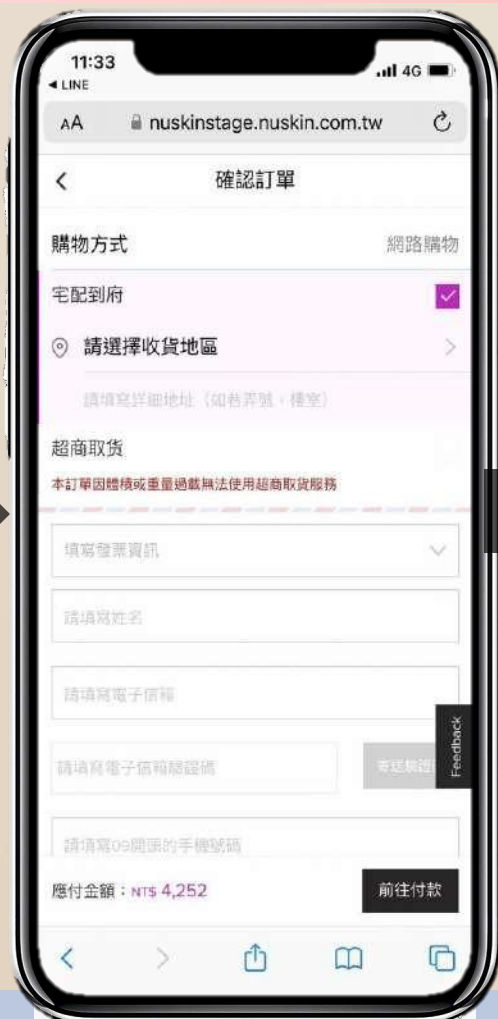 11:33
4G
◀ LINE
AA nuskinstage.nuskin.com.tw
確認訂單
購物方式 網路購物
宅配到府
請選擇收貨地區
請填寫詳細地址（如巷弄號，樓室）
超商取货
本訂單因體積或重量過載無法使用超商取貨服務
填寫發票資訊
請填寫姓名
請填寫電子信箱
Feedback
請填寫電子信箱驗證碼 寄送驗證
請填寫09開頭的手機號碼
應付金額：NT$ 4,252 前往付款